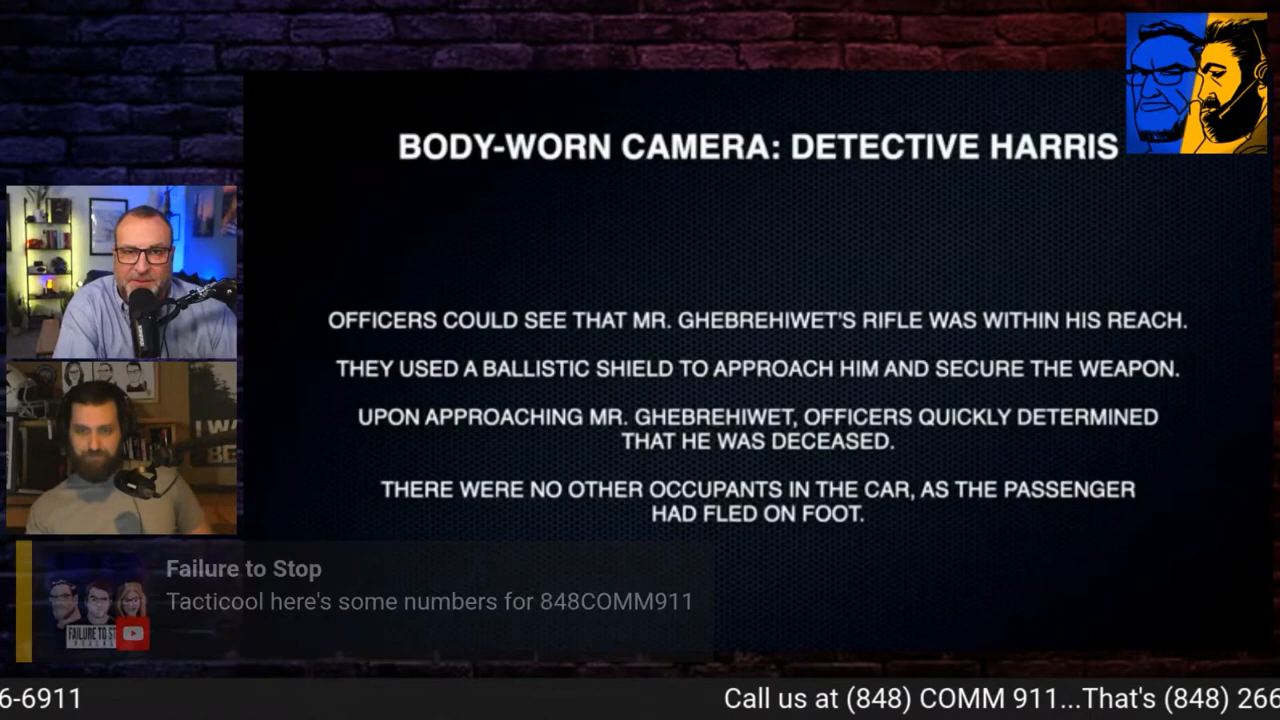 BODY-WORN CAMERA: DETECTIVE HARRIS
OFFICERS COULD SEE THAT MR. GHEBREHIWET'S RIFLE WAS WITHIN HIS REACH.
THEY USED A BALLISTIC SHIELD TO APPROACH HIM AND SECURE THE WEAPON.
UPON APPROACHING MR. GHEBREHIWET, OFFICERS QUICKLY DETERMINED
THAT HE WAS DECEASED.
THERE WERE NO OTHER OCCUPANTS IN THE CAR, AS THE PASSENGER
HAD FLED ON FOOT.
Failure to Stop
Tacticool here's some numbers for 848COMM911
FAILURE TO
6-6911
Call us at (848) COMM 911...That's (848) 266